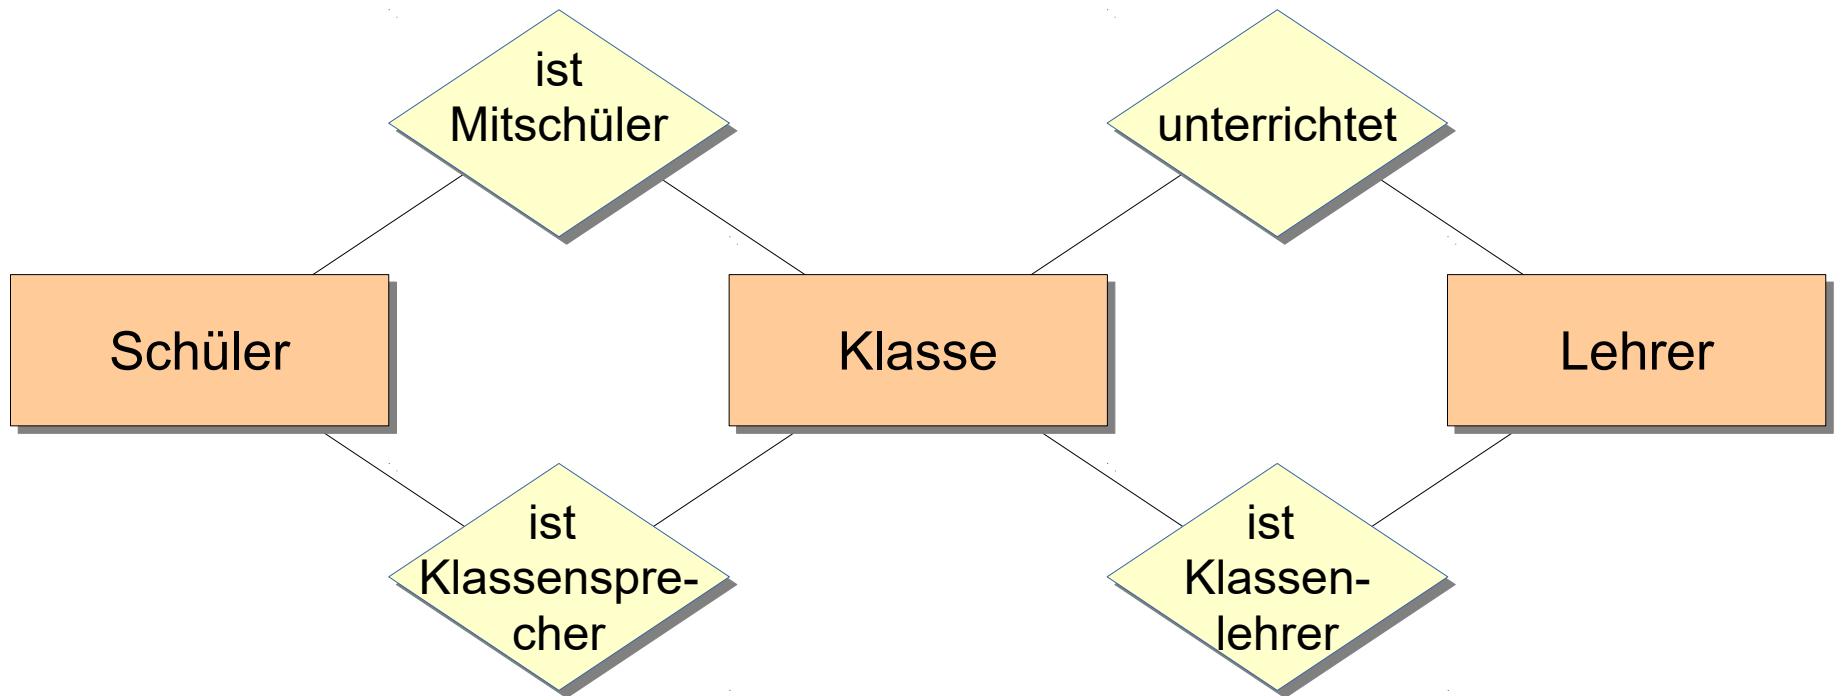 ist
Mitschüler
unterrichtet
Schüler
Klasse
Lehrer
ist
Klassenspre-
cher
ist
Klassen-
lehrer